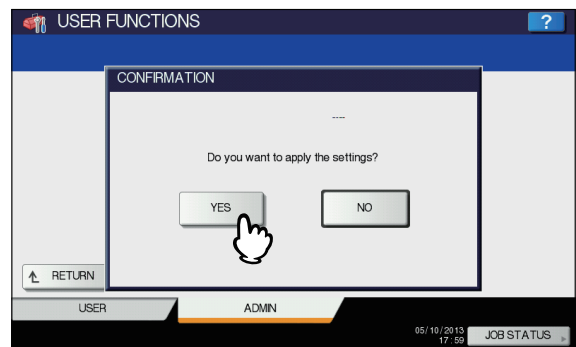 USER FUNCTIONS
?
CONFIRMATION
----
Do you want to apply the settings?
YES
NO
RETURN
USER
ADMIN
05/10/2013
17:59
JOB STATUS